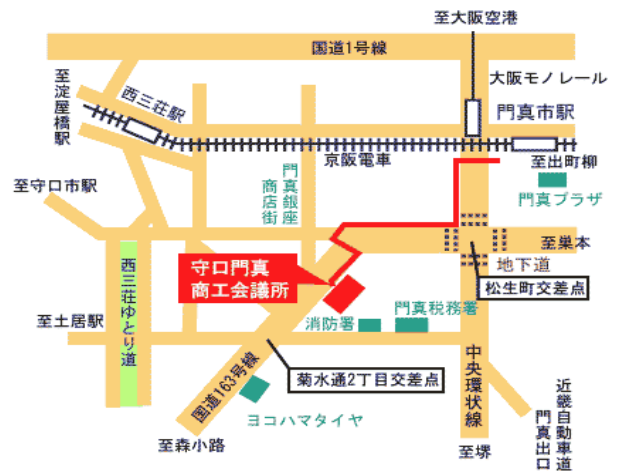 至大阪空港
国道1号線
大阪モノレール
至淀屋橋駅
西三荘駅
門真市駅
京阪電車
至出町柳
門真銀座
商店街
門真プラザ
至守口市駅
至巣本
地下道
守口門真
商工会議所
松生町交差点
西三荘ゆとり道
門真税務署
消防署
至土居駅
中央環状線
国道163号線
菊水通2丁目交差点
ヨコハマタイヤ
近畿自動車道
門真出口
至森小路
至堺